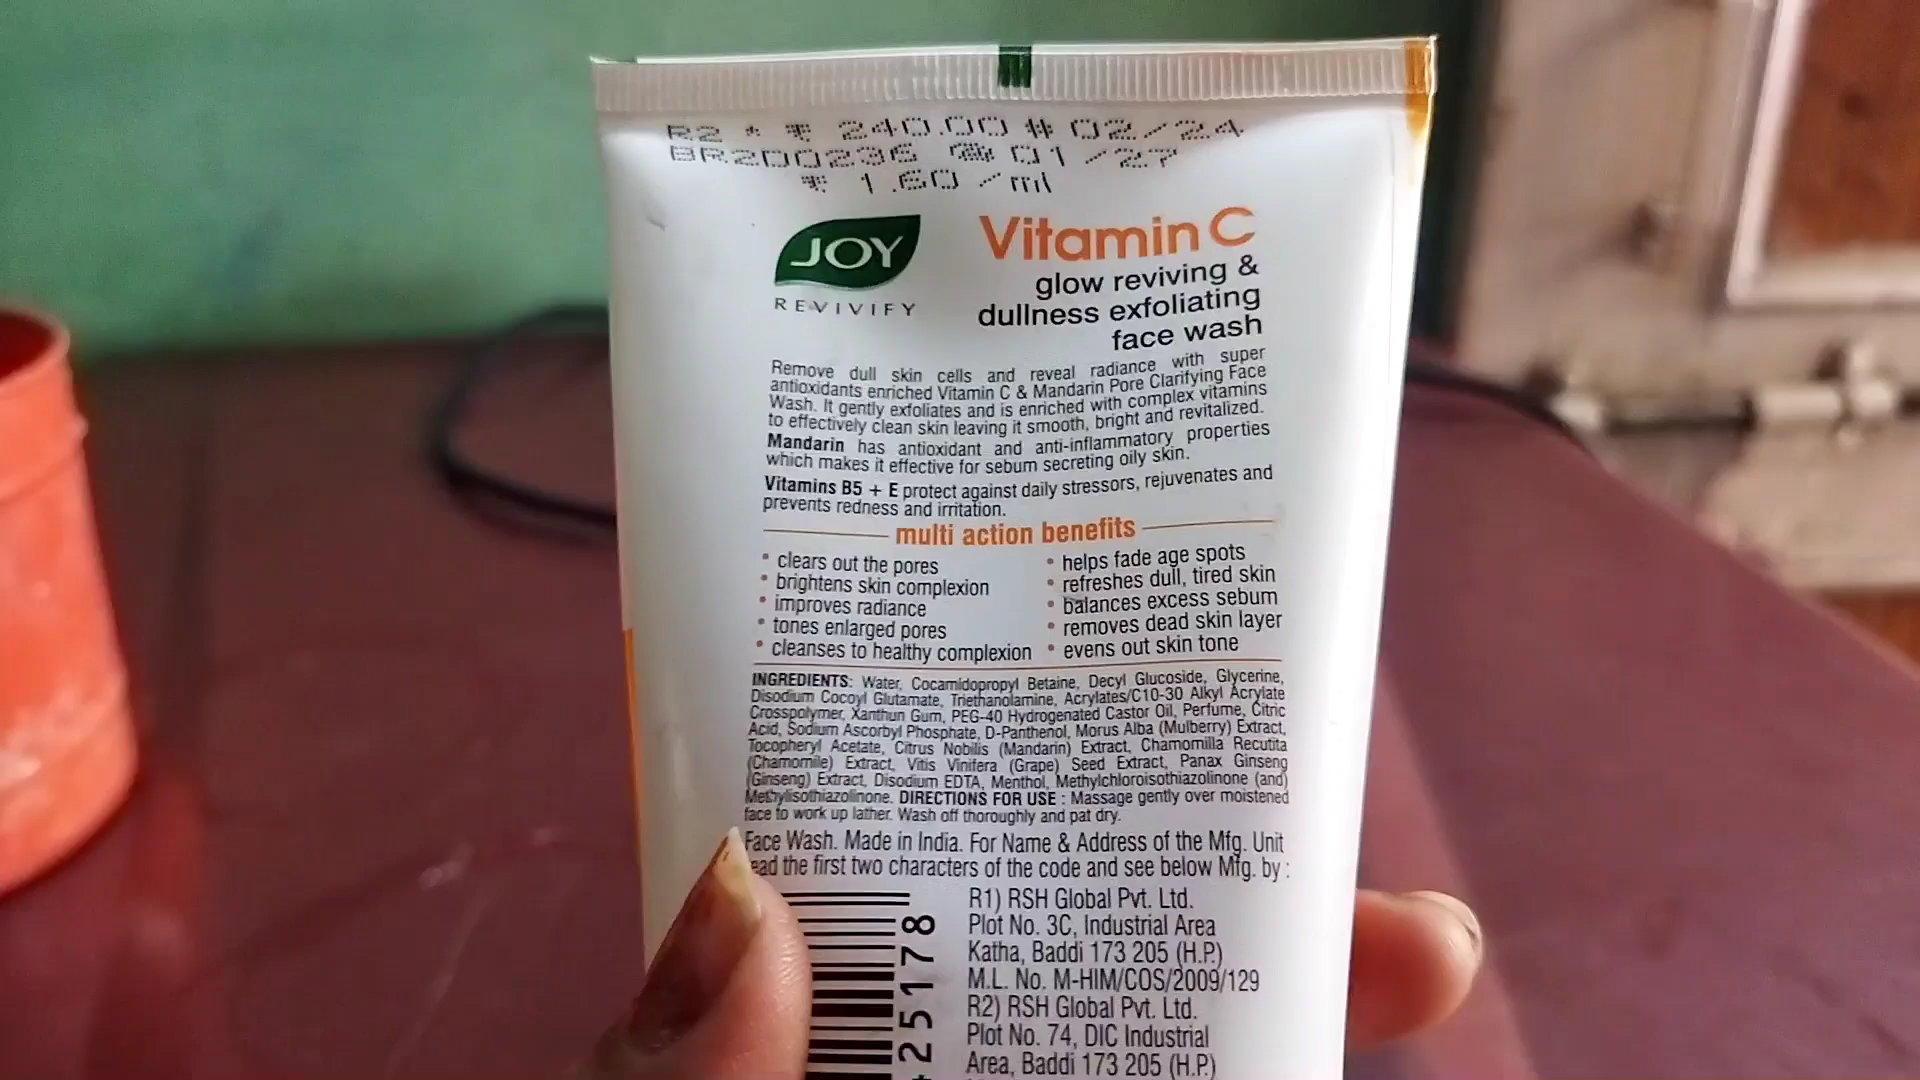 R2 * ₹ 240.00 # 02/24
BR2D0236 @ 01/27
₹ 1.60 /ml
JOY
REVIVIFY
Vitamin C
glow reviving &
dullness exfoliating
face wash
Remove dull skin cells and reveal radiance with super
antioxidants enriched Vitamin C & Mandarin Pore Clarifying Face
Wash. It gently exfoliates and is enriched with complex vitamins
to effectively clean skin leaving it smooth, bright and revitalized.
Mandarin has antioxidant and anti-inflammatory properties
which makes it effective for sebum secreting oily skin.
Vitamins B5 + E protect against daily stressors, rejuvenates and
prevents redness and irritation.
multi action benefits
• clears out the pores
• brightens skin complexion
• improves radiance
• tones enlarged pores
• cleanses to healthy complexion
• helps fade age spots
• refreshes dull, tired skin
• balances excess sebum
• removes dead skin layer
• evens out skin tone
INGREDIENTS: Water, Cocamidopropyl Betaine, Decyl Glucoside, Glycerine,
Disodium Cocoyl Glutamate, Triethanolamine, Acrylates/C10-30 Alkyl Acrylate
Crosspolymer, Xanthun Gum, PEG-40 Hydrogenated Castor Oil, Perfume, Citric
Acid, Sodium Ascorbyl Phosphate, D-Panthenol, Morus Alba (Mulberry) Extract,
Tocopheryl Acetate, Citrus Nobilis (Mandarin) Extract, Chamomilla Recutita
(Chamomile) Extract, Vitis Vinifera (Grape) Seed Extract, Panax Ginseng
(Ginseng) Extract, Disodium EDTA, Menthol, Methylchloroisothiazolinone (and)
Methylisothiazolinone. DIRECTIONS FOR USE : Massage gently over moistened
face to work up lather. Wash off thoroughly and pat dry.
Face Wash. Made in India. For Name & Address of the Mfg. Unit
ead the first two characters of the code and see below Mfg. by :
R1) RSH Global Pvt. Ltd.
Plot No. 3C, Industrial Area
Katha, Baddi 173 205 (H.P.)
M.L. No. M-HIM/COS/2009/129
R2) RSH Global Pvt. Ltd.
Plot No. 74, DIC Industrial
Area, Baddi 173 205 (H.P.)
25178